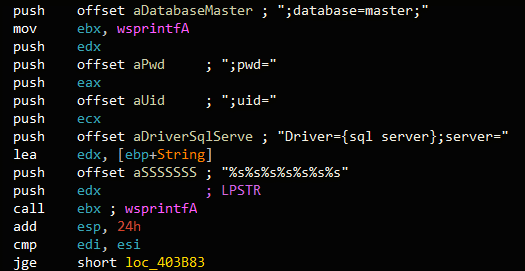 push offset aDatabaseMaster ; ";database=master;"
mov ebx, wsprintfA
push edx
push offset aPwd ; ";pwd="
push eax
push offset aUid ; ";uid="
push ecx
push offset aDriverSqlServe ; "Driver={sql server};server="
lea edx, [ebp+String]
push offset aSSSSSSS ; "%s%s%s%s%s%s%s"
push edx ; LPSTR
call ebx ; wsprintfA
add esp, 24h
cmp edi, esi
jge short loc_403B83